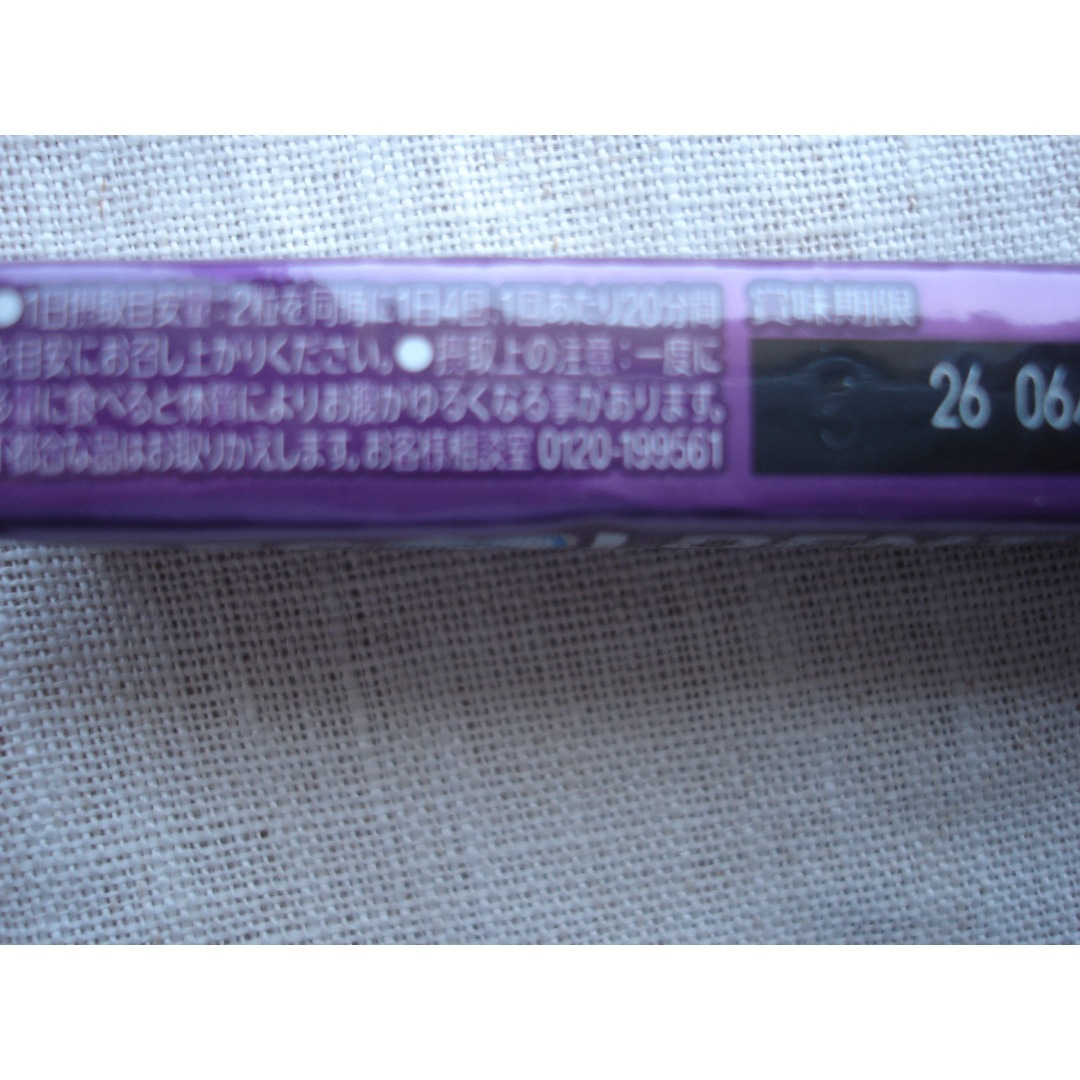 ●1日摂取目安量:2粒を同時に1日4回、1回あたり20分間
目安にお召し上がりください。●摂取上の注意:一度に
多量に食べると体質によりお腹がゆるくなる事があります。
都合な品はお取りかえします。お客様相談室 0120-199561
賞味期限
26 06